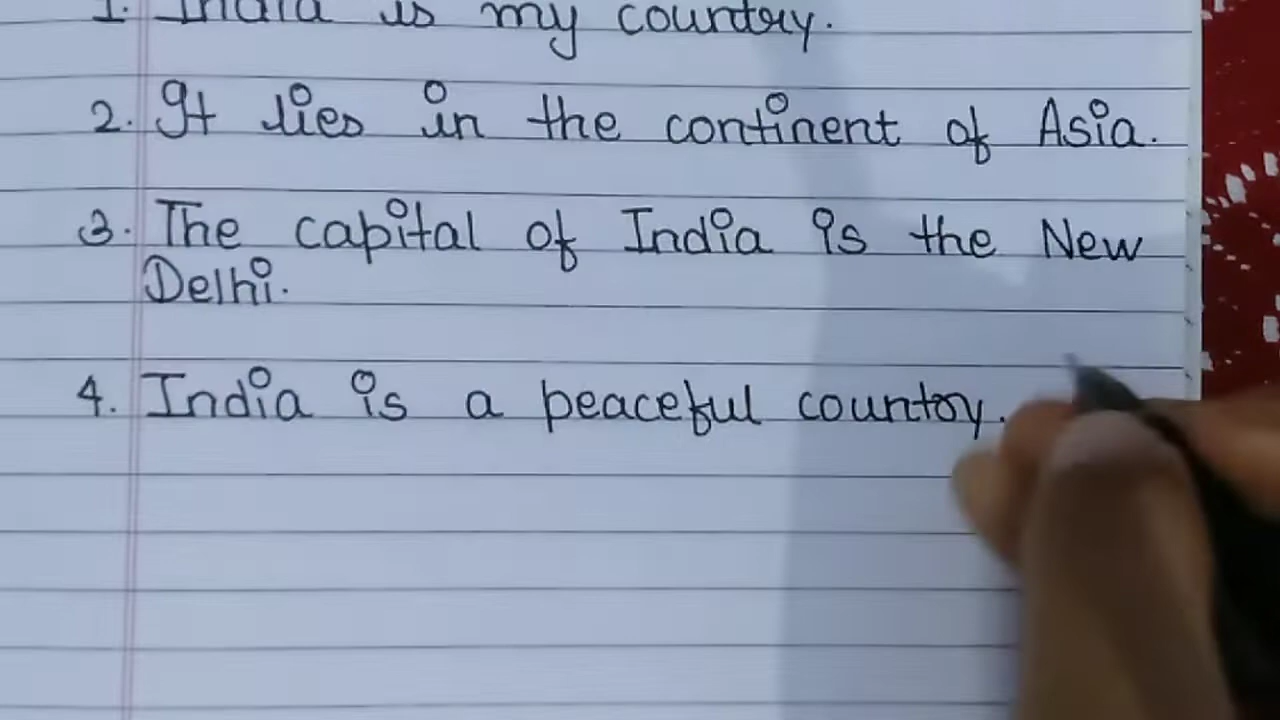 1. India is my country.
2. It lies in the continent of Asia.
3. The capital of India is the New
Delhi.
4. India is a peaceful country.